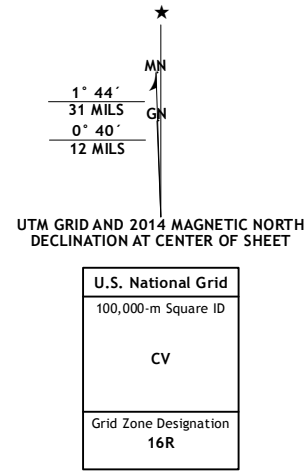 MN
1° 44´
31 MILS
GN
0° 40´
12 MILS
UTM GRID AND 2014 MAGNETIC NORTH
DECLINATION AT CENTER OF SHEET
U.S. National Grid
100,000-m Square ID
CV
Grid Zone Designation
16R